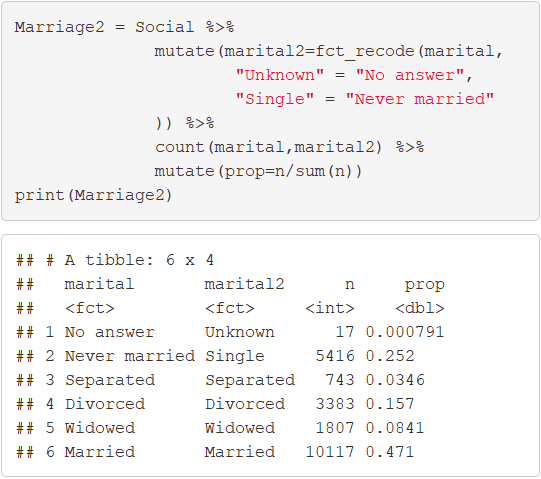 Marriage2 = Social %>%
              mutate(marital2=fct_recode(marital,
                      "Unknown" = "No answer",
                      "Single" = "Never married"
              )) %>%
              count(marital,marital2) %>%
              mutate(prop=n/sum(n))
print(Marriage2)
## # A tibble: 6 x 4
##   marital       marital2      n     prop
##   <fct>         <fct>     <int>    <dbl>
## 1 No answer     Unknown      17 0.000791
## 2 Never married Single     5416 0.252
## 3 Separated     Separated   743 0.0346
## 4 Divorced      Divorced   3383 0.157
## 5 Widowed       Widowed    1807 0.0841
## 6 Married       Married   10117 0.471